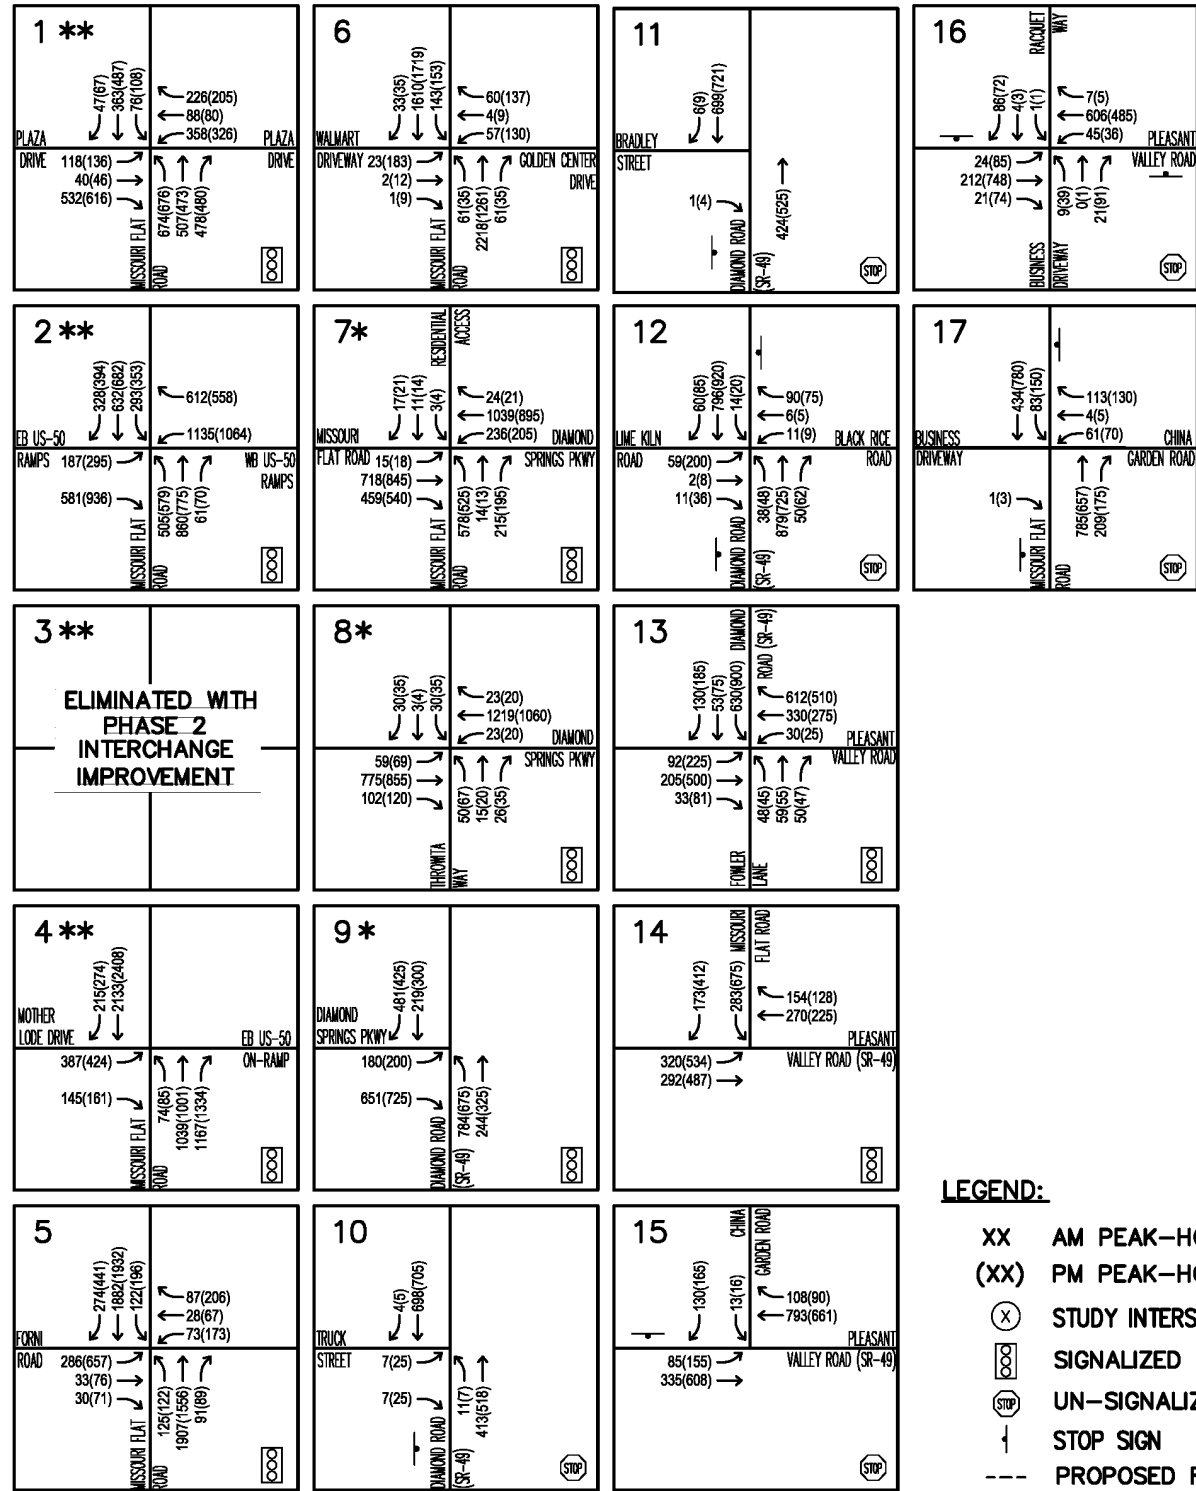 1 **
47(67)
363(487)
76(108)
226(205)
88(80)
358(326)
PLAZA
DRIVE
PLAZA
DRIVE
118(136)
40(46)
532(616)
674(676)
507(473)
478(480)
MISSOURI FLAT
ROAD
6
33(35)
1610(1719)
143(153)
60(137)
4(9)
57(130)
WALMART
DRIVEWAY
23(183)
2(12)
1(9)
GOLDEN CENTER
DRIVE
61(35)
2218(1261)
61(35)
MISSOURI FLAT
ROAD
11
6(9)
699(721)
BRADLEY
STREET
1(4)
424(525)
DIAMOND ROAD
(SR-49)
STOP
16
RACQUET
WAY
86(72)
4(3)
1(1)
7(5)
606(485)
45(36)
PLEASANT
VALLEY ROAD
24(85)
212(748)
21(74)
9(39)
0(1)
21(91)
BUSINESS
DRIVEWAY
STOP
2 **
328(394)
632(682)
293(353)
612(558)
1135(1064)
EB US-50
RAMPS
187(295)
581(936)
WB US-50
RAMPS
505(579)
860(775)
61(70)
MISSOURI FLAT
ROAD
7*
RESIDENTIAL
ACCESS
17(21)
11(14)
3(4)
24(21)
1039(895)
236(205)
MISSOURI
FLAT ROAD
15(18)
718(845)
459(540)
DIAMOND
SPRINGS PKWY
578(525)
14(13)
215(195)
MISSOURI FLAT
ROAD
12
60(85)
796(920)
14(20)
90(75)
6(5)
11(9)
LIME KILN
ROAD
59(200)
2(8)
11(36)
BLACK RICE
ROAD
38(48)
879(725)
50(62)
DIAMOND ROAD
(SR-49)
STOP
17
434(780)
83(150)
113(130)
4(5)
61(70)
BUSINESS
DRIVEWAY
CHINA
GARDEN ROAD
1(3)
785(657)
209(175)
MISSOURI FLAT
ROAD
STOP
3 **
ELIMINATED WITH
PHASE 2
INTERCHANGE
IMPROVEMENT
8*
30(35)
3(4)
30(35)
23(20)
1219(1060)
23(20)
DIAMOND
SPRINGS PKWY
59(69)
775(855)
102(120)
50(67)
15(20)
26(35)
THROWITA
WAY
13
DIAMOND
ROAD (SR-49)
130(185)
53(75)
630(900)
612(510)
330(275)
30(25)
PLEASANT
VALLEY ROAD
92(225)
205(500)
33(81)
48(45)
59(55)
50(47)
FOWLER
LANE
4 **
215(274)
2133(2408)
MOTHER
LODE DRIVE
EB US-50
ON-RAMP
387(424)
145(161)
74(85)
1039(1001)
1167(1334)
MISSOURI FLAT
ROAD
9 *
481(425)
219(300)
DIAMOND
SPRINGS PKWY
180(200)
651(725)
784(675)
244(325)
DIAMOND ROAD
(SR-49)
14
MISSOURI
FLAT ROAD
173(412)
283(675)
154(128)
270(225)
PLEASANT
VALLEY ROAD (SR-49)
320(534)
292(487)
5
274(441)
1882(1932)
122(196)
87(206)
28(67)
73(173)
FORNI
ROAD
286(657)
33(76)
30(71)
125(122)
1907(1556)
91(89)
MISSOURI FLAT
ROAD
10
4(5)
698(705)
TRUCK
STREET
7(25)
7(25)
11(7)
413(518)
DIAMOND ROAD
(SR-49)
STOP
15
CHINA
GARDEN ROAD
130(165)
13(16)
108(90)
793(661)
PLEASANT
VALLEY ROAD (SR-49)
85(155)
335(608)
STOP
LEGEND:
XX AM PEAK-HO
(XX) PM PEAK-HO
X STUDY INTERS
SIGNALIZED
STOP UN-SIGNALIZ
STOP SIGN
--- PROPOSED F